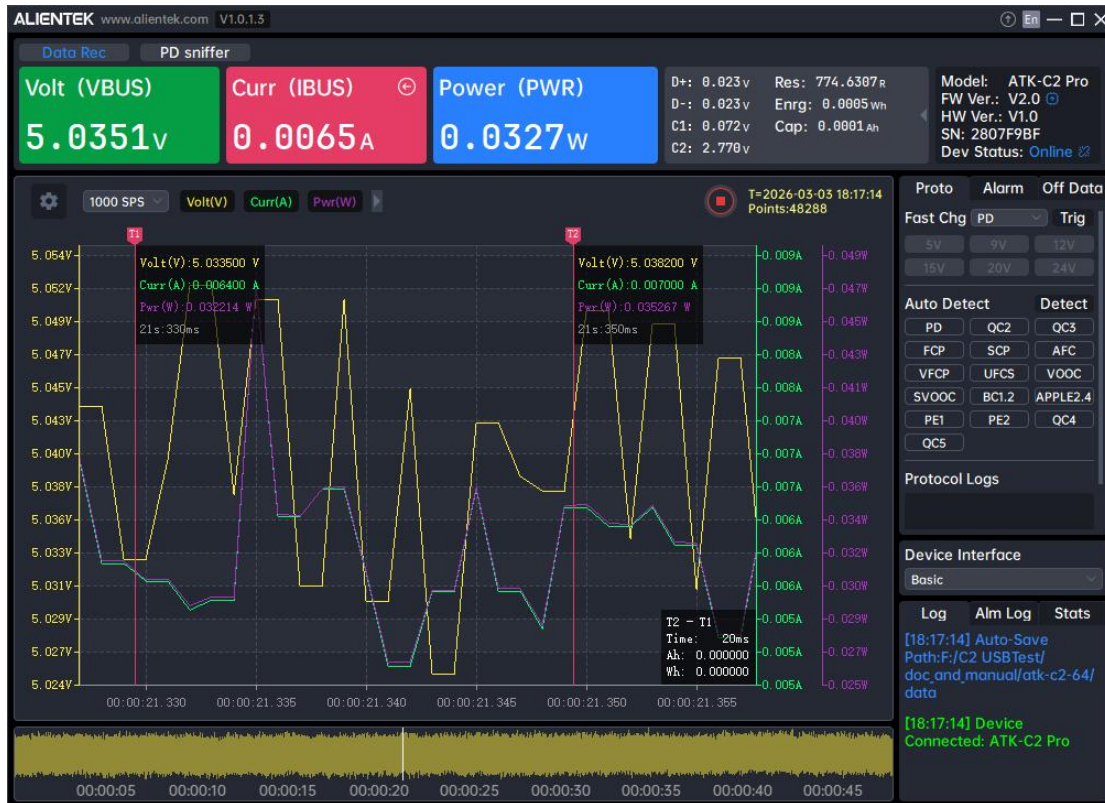 ALIENTEK www.alientek.com V1.0.1.3
En
Data Rec PD sniffer
Volt (VBUS)
5.0351V
Curr (IBUS)
0.0065A
Power (PWR)
0.0327W
D+: 0.023V Res: 774.6307R
D-: 0.023V Enrg: 0.0005Wh
C1: 0.072V Cap: 0.0001Ah
C2: 2.770V
Model: ATK-C2 Pro
FW Ver.: V2.0
HW Ver.: V1.0
SN: 2807F9BF
Dev Status: Online
1000 SPS Volt(V) Curr(A) Pwr(W)
T=2026-03-03 18:17:14
Points:48288
T1 T2
Volt(V):5.033500 V
Curr(A):0.006400 A
Pwr(W):0.032214 W
21s:330ms
Volt(V):5.038200 V
Curr(A):0.007000 A
Pwr(W):0.035267 W
21s:350ms
5.054V 0.009A 0.049W
5.052V 0.009A 0.047W
5.049V 0.009A 0.045W
5.047V 0.008A 0.043W
5.045V 0.008A 0.041W
5.043V 0.007A 0.040W
5.040V 0.007A 0.038W
5.038V 0.007A 0.036W
5.036V 0.006A 0.034W
5.033V 0.006A 0.032W
5.031V 0.006A 0.030W
5.029V 0.005A 0.029W
5.027V 0.005A 0.027W
5.024V 0.005A 0.025W
T2 - T1
Time: 20ms
Ah: 0.000000
Wh: 0.000000
00:00:21.330 00:00:21.335 00:00:21.340 00:00:21.345 00:00:21.350 00:00:21.355
00:00:05 00:00:10 00:00:15 00:00:20 00:00:25 00:00:30 00:00:35 00:00:40 00:00:45
Proto Alarm Off Data
Fast Chg PD Trig
5V 9V 12V
15V 20V 24V
Auto Detect Detect
PD QC2 QC3
FCP SCP AFC
VFCP UFCS VOOC
SVOOC BC1.2 APPLE2.4
PE1 PE2 QC4
QC5
Protocol Logs
Device Interface
Basic
Log Alm Log Stats
[18:17:14] Auto-Save
Path:F:/C2 USBTest/
doc_and_manual/atk-c2-64/
data
[18:17:14] Device
Connected: ATK-C2 Pro